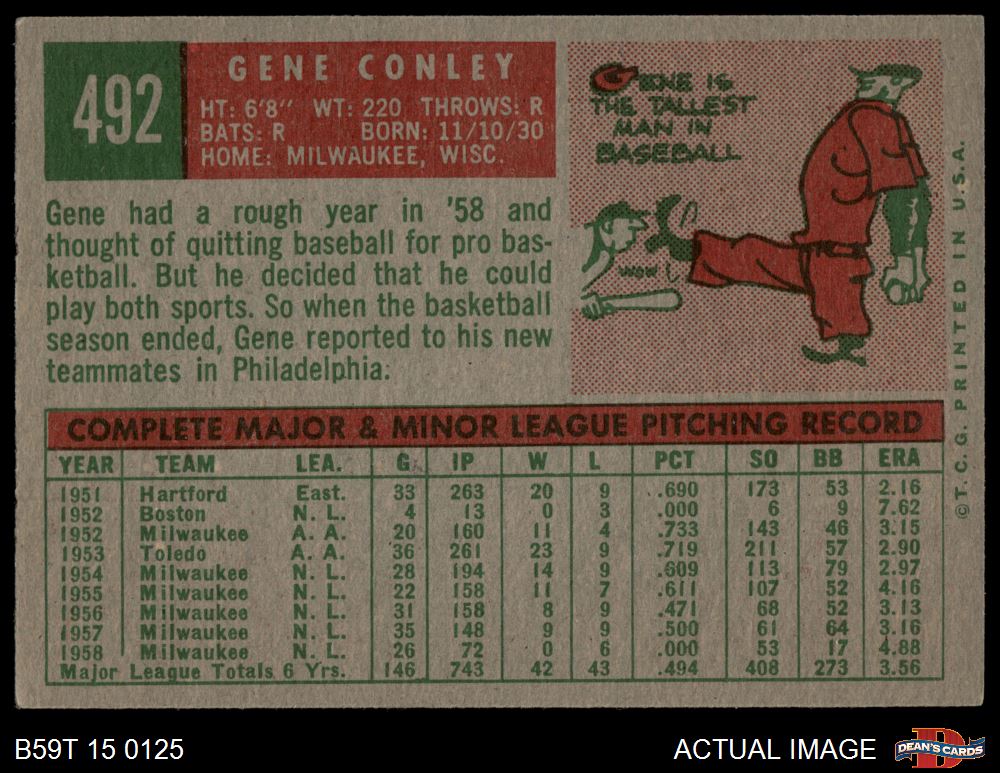 492
GENE CONLEY
HT: 6'8" WT: 220 THROWS: R
BATS: R BORN: 11/10/30
HOME: MILWAUKEE, WISC.
GENE IS
THE TALLEST
MAN IN
BASEBALL
WOW
Gene had a rough year in '58 and
thought of quitting baseball for pro bas-
ketball. But he decided that he could
play both sports. So when the basketball
season ended, Gene reported to his new
teammates in Philadelphia.
COMPLETE MAJOR & MINOR LEAGUE PITCHING RECORD
YEAR TEAM LEA. G IP W L PCT SO BB ERA
1951 Hartford East. 33 263 20 9 .690 173 53 2.16
1952 Boston N. L. 4 13 0 3 .000 6 9 7.62
1952 Milwaukee A. A. 20 160 11 4 .733 143 46 3.15
1953 Toledo A. A. 36 261 23 9 .719 211 57 2.90
1954 Milwaukee N. L. 28 194 14 9 .609 113 79 2.97
1955 Milwaukee N. L. 22 158 11 7 .611 107 52 4.16
1956 Milwaukee N. L. 31 158 8 9 .471 68 52 3.13
1957 Milwaukee N. L. 35 148 9 9 .500 61 64 3.16
1958 Milwaukee N. L. 26 72 0 6 .000 53 17 4.88
Major League Totals 6 Yrs. 146 743 42 43 .494 408 273 3.56
©T. C. G. PRINTED IN U.S.A.
B59T 15 0125
ACTUAL IMAGE
D
DEAN'S CARDS